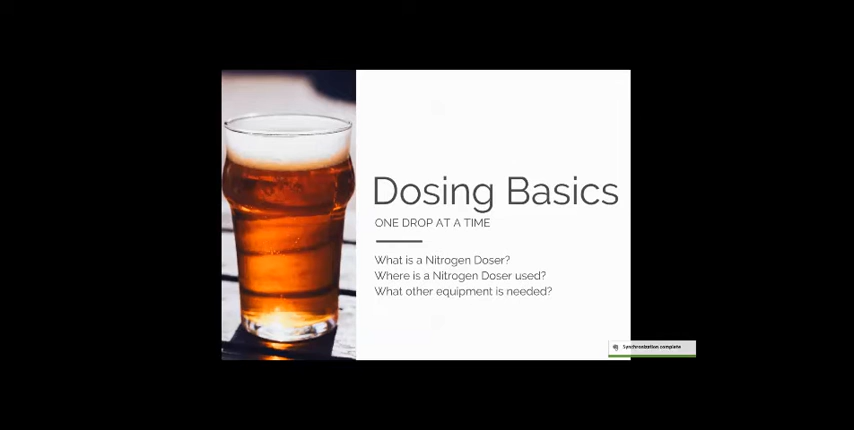 Dosing Basics
ONE DROP AT A TIME
What is a Nitrogen Doser?
Where is a Nitrogen Doser used?
What other equipment is needed?
Synchronization complete